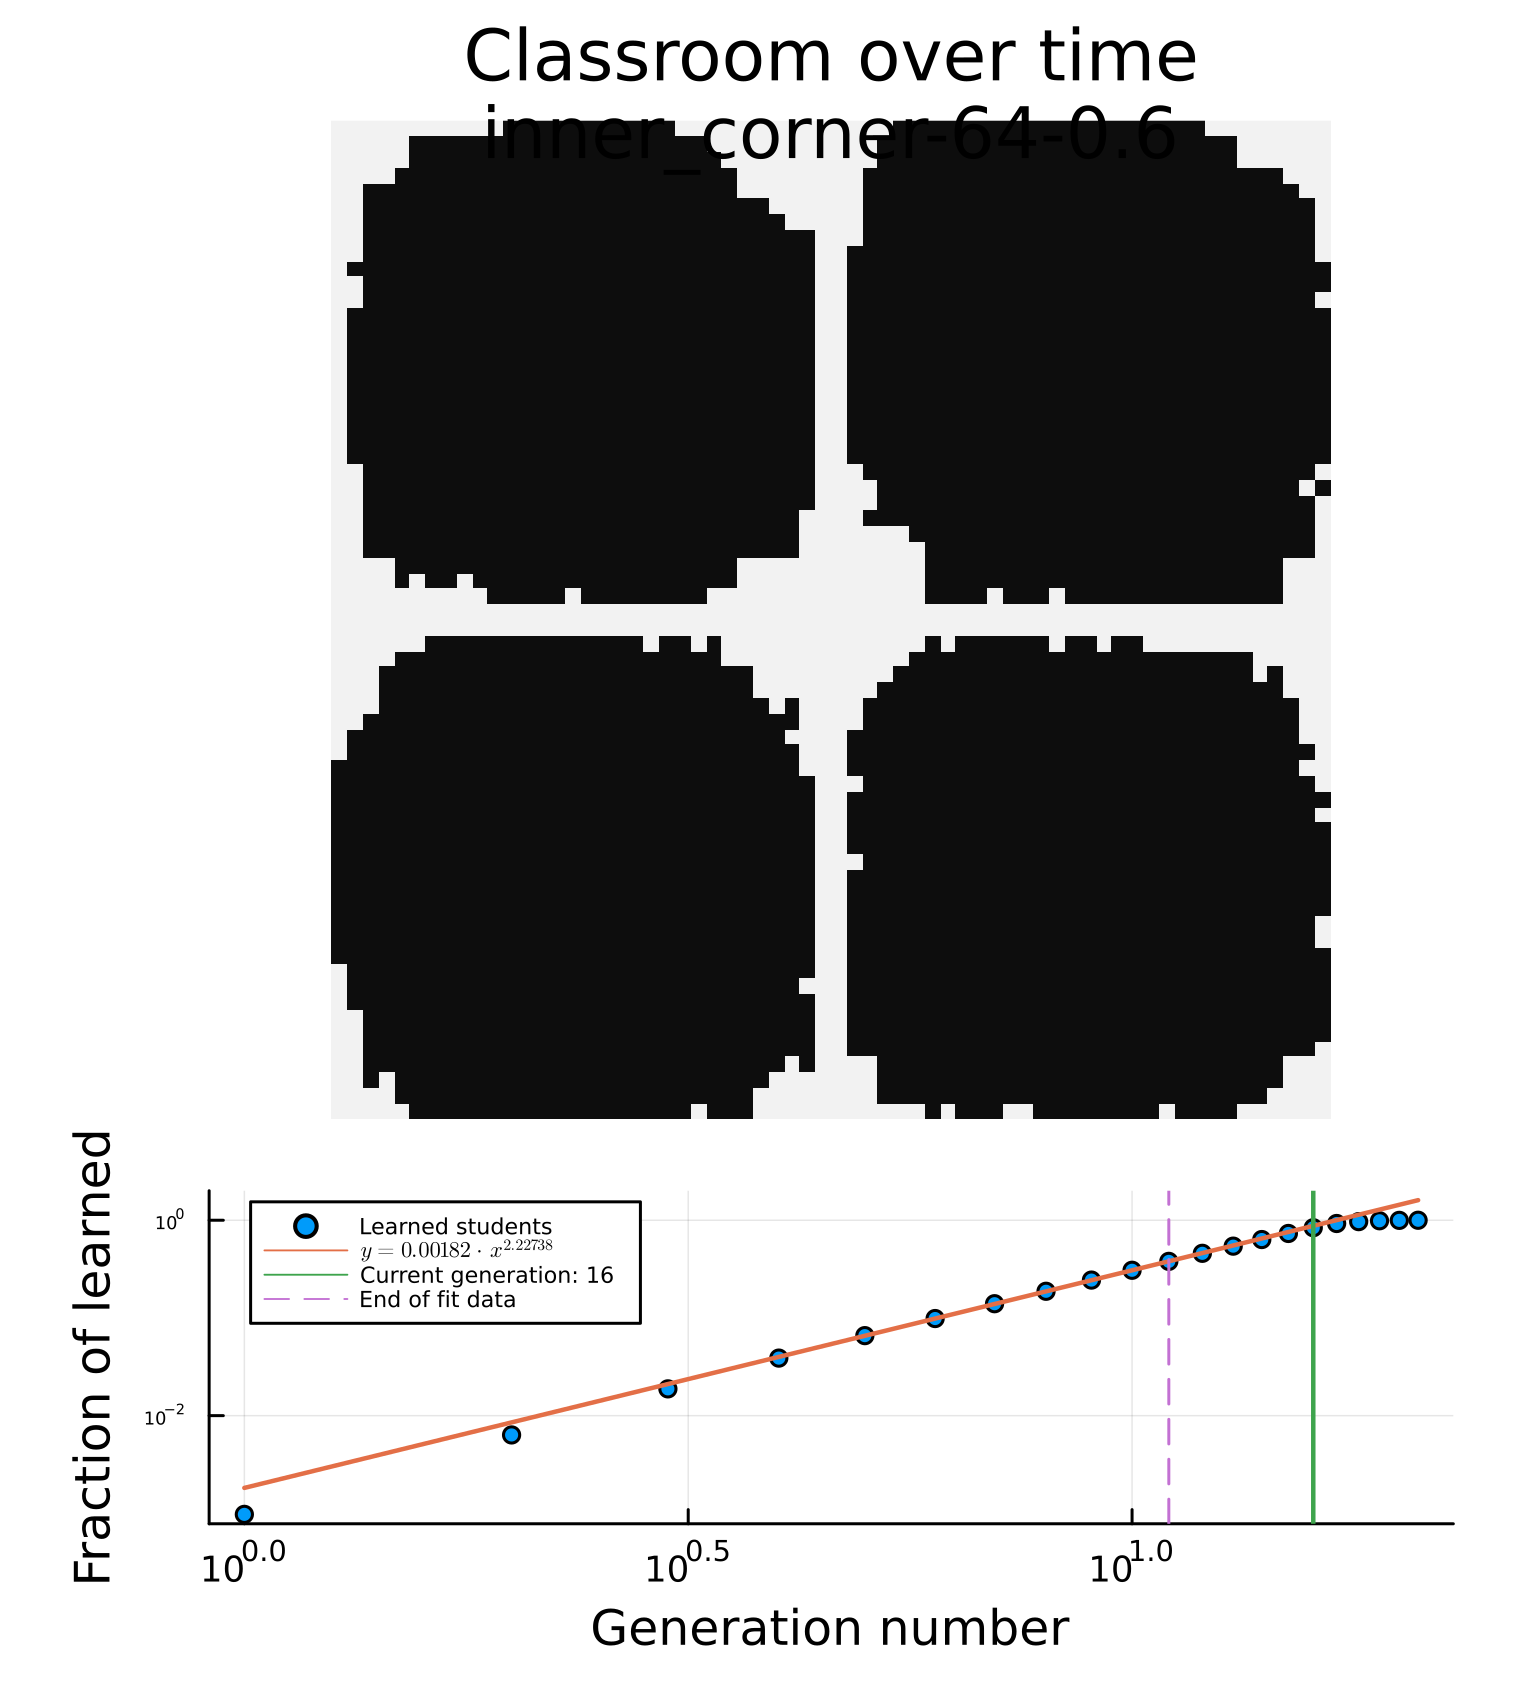 Classroom over time
inner_corner-64-0.6
Fraction of learned
10^0
10^−2
Learned students
y = 0.00182 · x^2.22738
Current generation: 16
End of fit data
10^0.0
10^0.5
10^1.0
Generation number